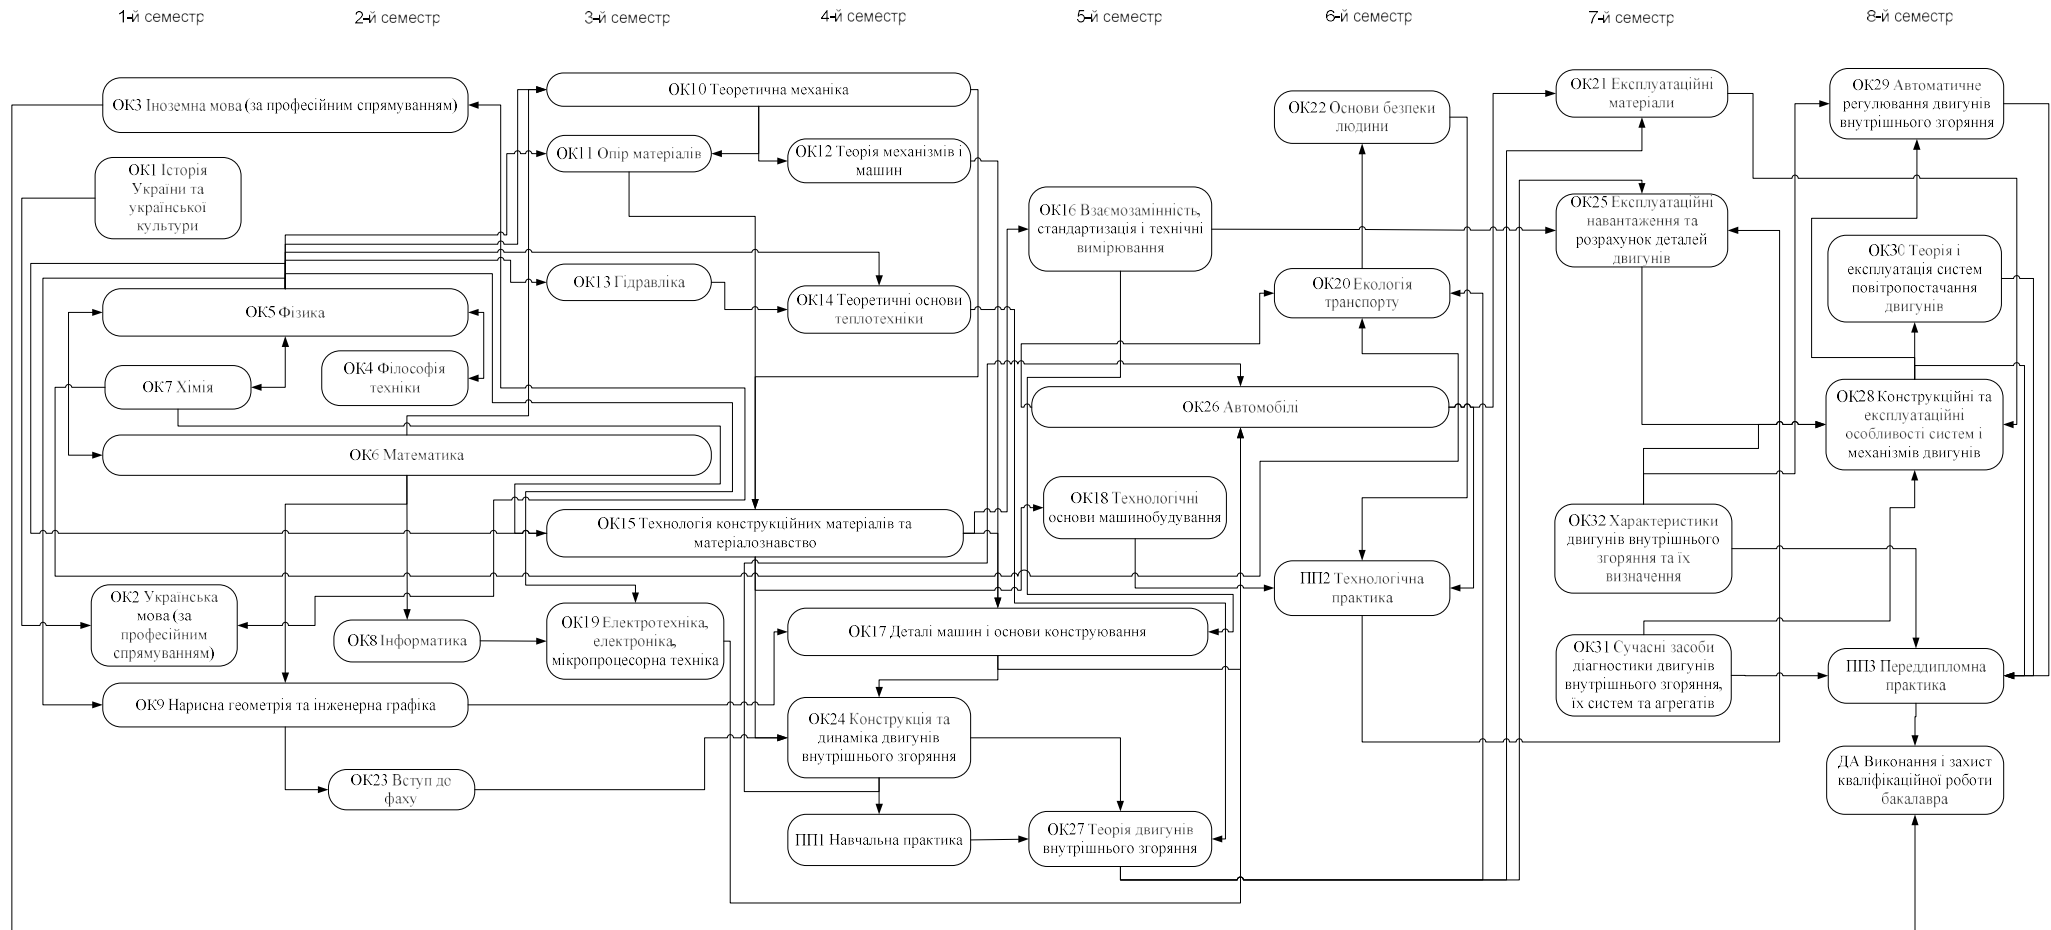 1-й семестр
2-й семестр
3-й семестр
4-й семестр
5-й семестр
6-й семестр
7-й семестр
8-й семестр
ОК3 Іноземна мова (за професійним спрямуванням)
ОК1 Історія
України та
української
культури
ОК5 Фізика
ОК4 Філософія
техніки
ОК7 Хімія
ОК6 Математика
ОК2 Українська
мова (за
професійним
спрямуванням)
ОК8 Інформатика
ОК9 Нарисна геометрія та інженерна графіка
ОК23 Вступ до
фаху
ОК10 Теоретична механіка
ОК11 Опір матеріалів
ОК12 Теорія механізмів і
машин
ОК13 Гідравліка
ОК14 Теоретичні основи
теплотехніки
ОК15 Технологія конструкційних матеріалів та
матеріалознавство
ОК19 Електротехніка,
електроніка,
мікропроцесорна техніка
ОК17 Деталі машин і основи конструювання
ОК24 Конструкція та
динаміка двигунів
внутрішнього згоряння
ПП1 Навчальна практика
ОК16 Взаємозамінність,
стандартизація і технічні
вимірювання
ОК26 Автомобілі
ОК18 Технологічні
основи машинобудування
ОК27 Теорія двигунів
внутрішнього згоряння
ОК22 Основи безпеки
людини
ОК20 Екологія
транспорту
ПП2 Технологічна
практика
ОК21 Експлуатаційні
матеріали
ОК25 Експлуатаційні
навантаження та
розрахунок деталей
двигунів
ОК32 Характеристики
двигунів внутрішнього
згоряння та їх
визначення
ОК31 Сучасні засоби
діагностики двигунів
внутрішнього згоряння,
їх систем та агрегатів
ОК29 Автоматичне
регулювання двигунів
внутрішнього згоряння
ОК30 Теорія і
експлуатація систем
повітропостачання
двигунів
ОК28 Конструкційні та
експлуатаційні
особливості систем і
механізмів двигунів
ПП3 Переддипломна
практика
ДА Виконання і захист
кваліфікаційної роботи
бакалавра